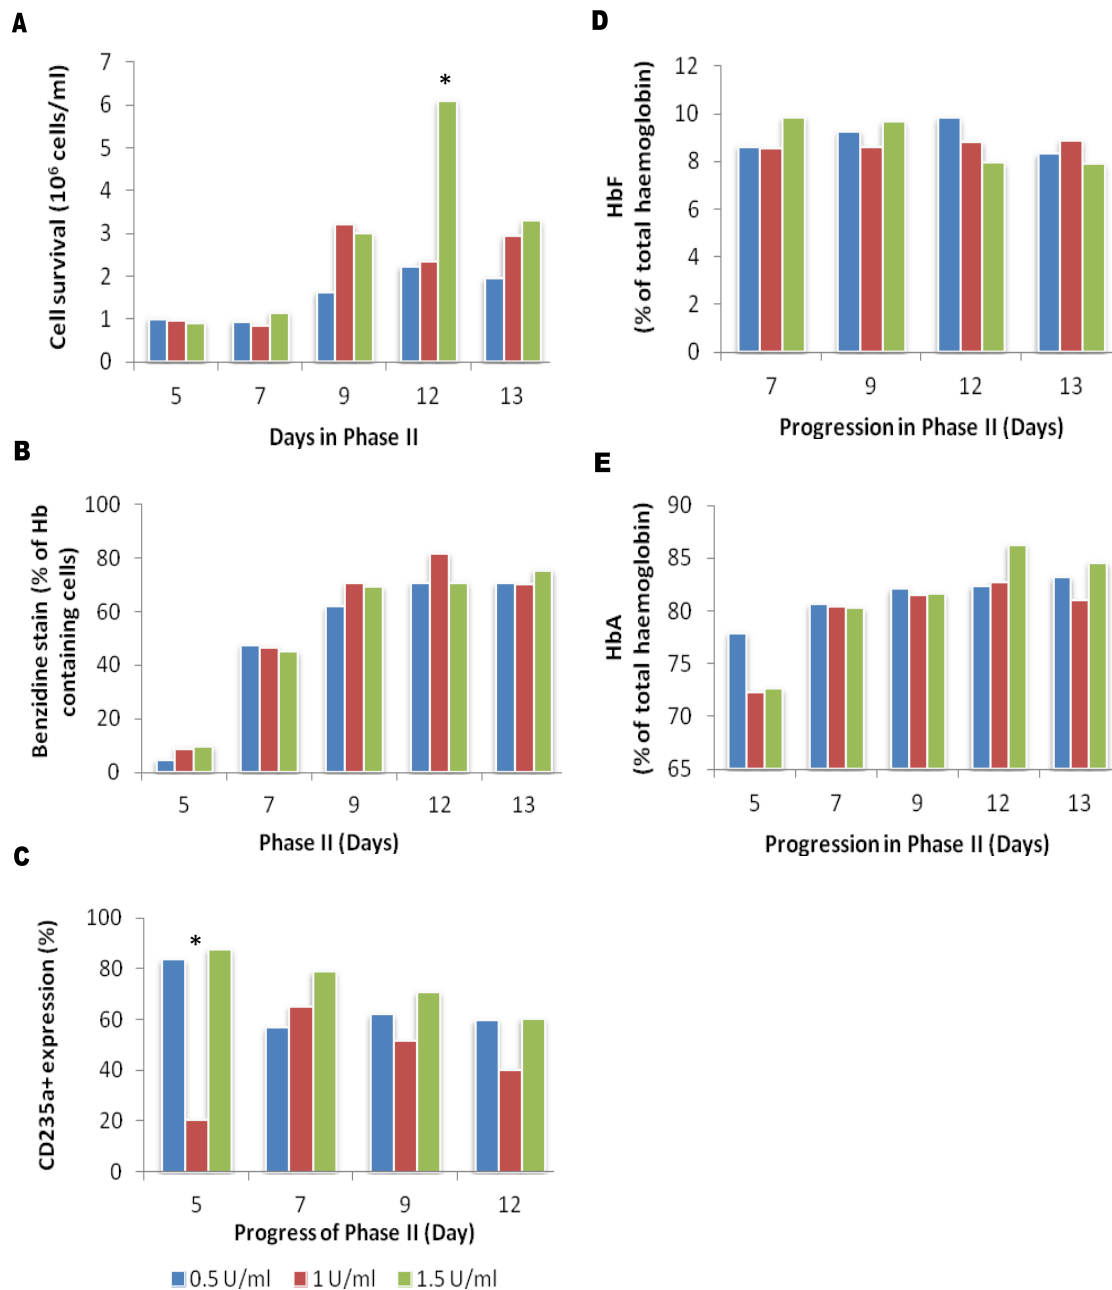 A
Cell survival (10⁶ cells/ml)
7
6
5
4
3
2
1
0
*
5 7 9 12 13
Days in Phase II
B
Benzidine stain (% of Hb
containing cells)
100
80
60
40
20
0
5 7 9 12 13
Phase II (Days)
C
CD235a+ expression (%)
100
80
60
40
20
0
*
5 7 9 12
Progress of Phase II (Day)
0.5 U/ml 1 U/ml 1.5 U/ml
D
HbF
(% of total haemoglobin)
12
10
8
6
4
2
0
7 9 12 13
Progression in Phase II (Days)
E
HbA
(% of total haemoglobin)
90
85
80
75
70
65
5 7 9 12 13
Progression in Phase II (Days)